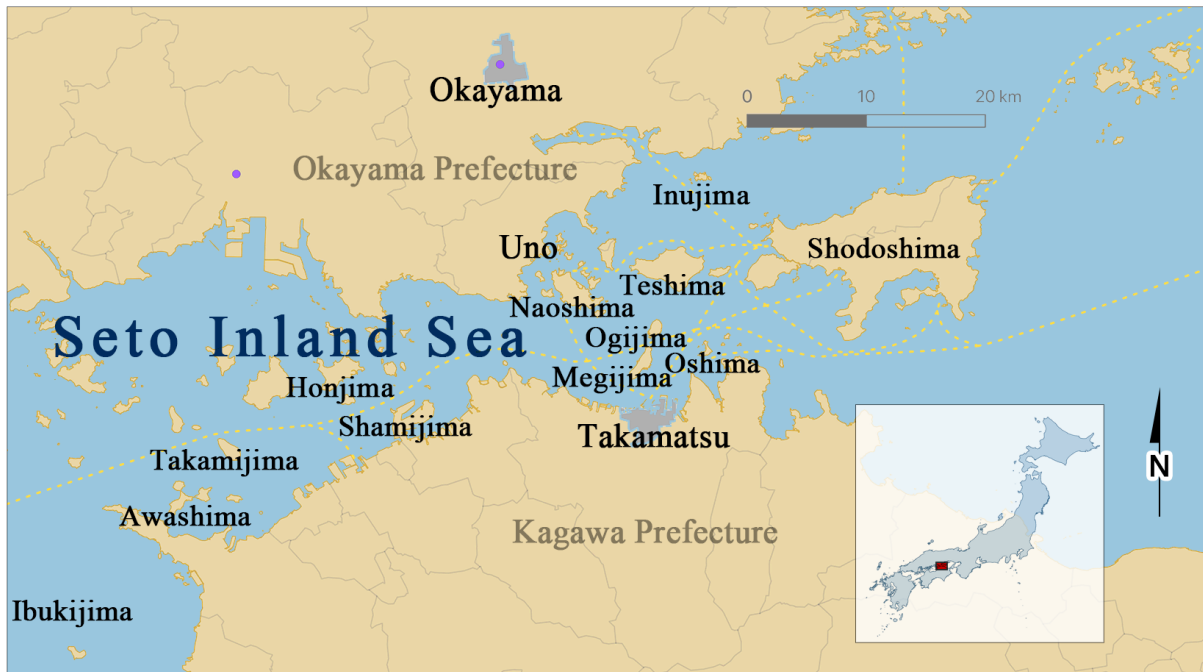 Okayama
0 10 20 km
Okayama Prefecture
Inujima
Uno
Shodoshima
Teshima
Naoshima
Seto Inland Sea
Ogijima
Oshima
Megijima
Honjima
Shamijima
Takamatsu
Takamijima
N
Awashima
Kagawa Prefecture
Ibukijima